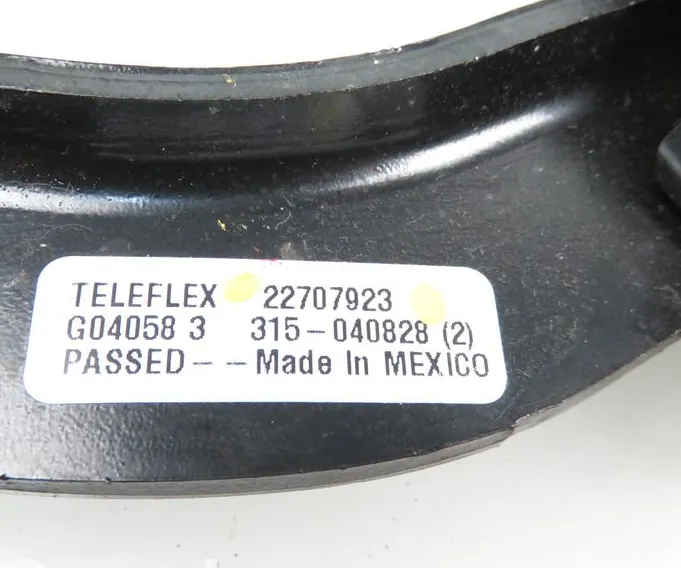 TELEFLEX 22707923
G04058 3 315-040828 (2)
PASSED- -Made In MEXICO